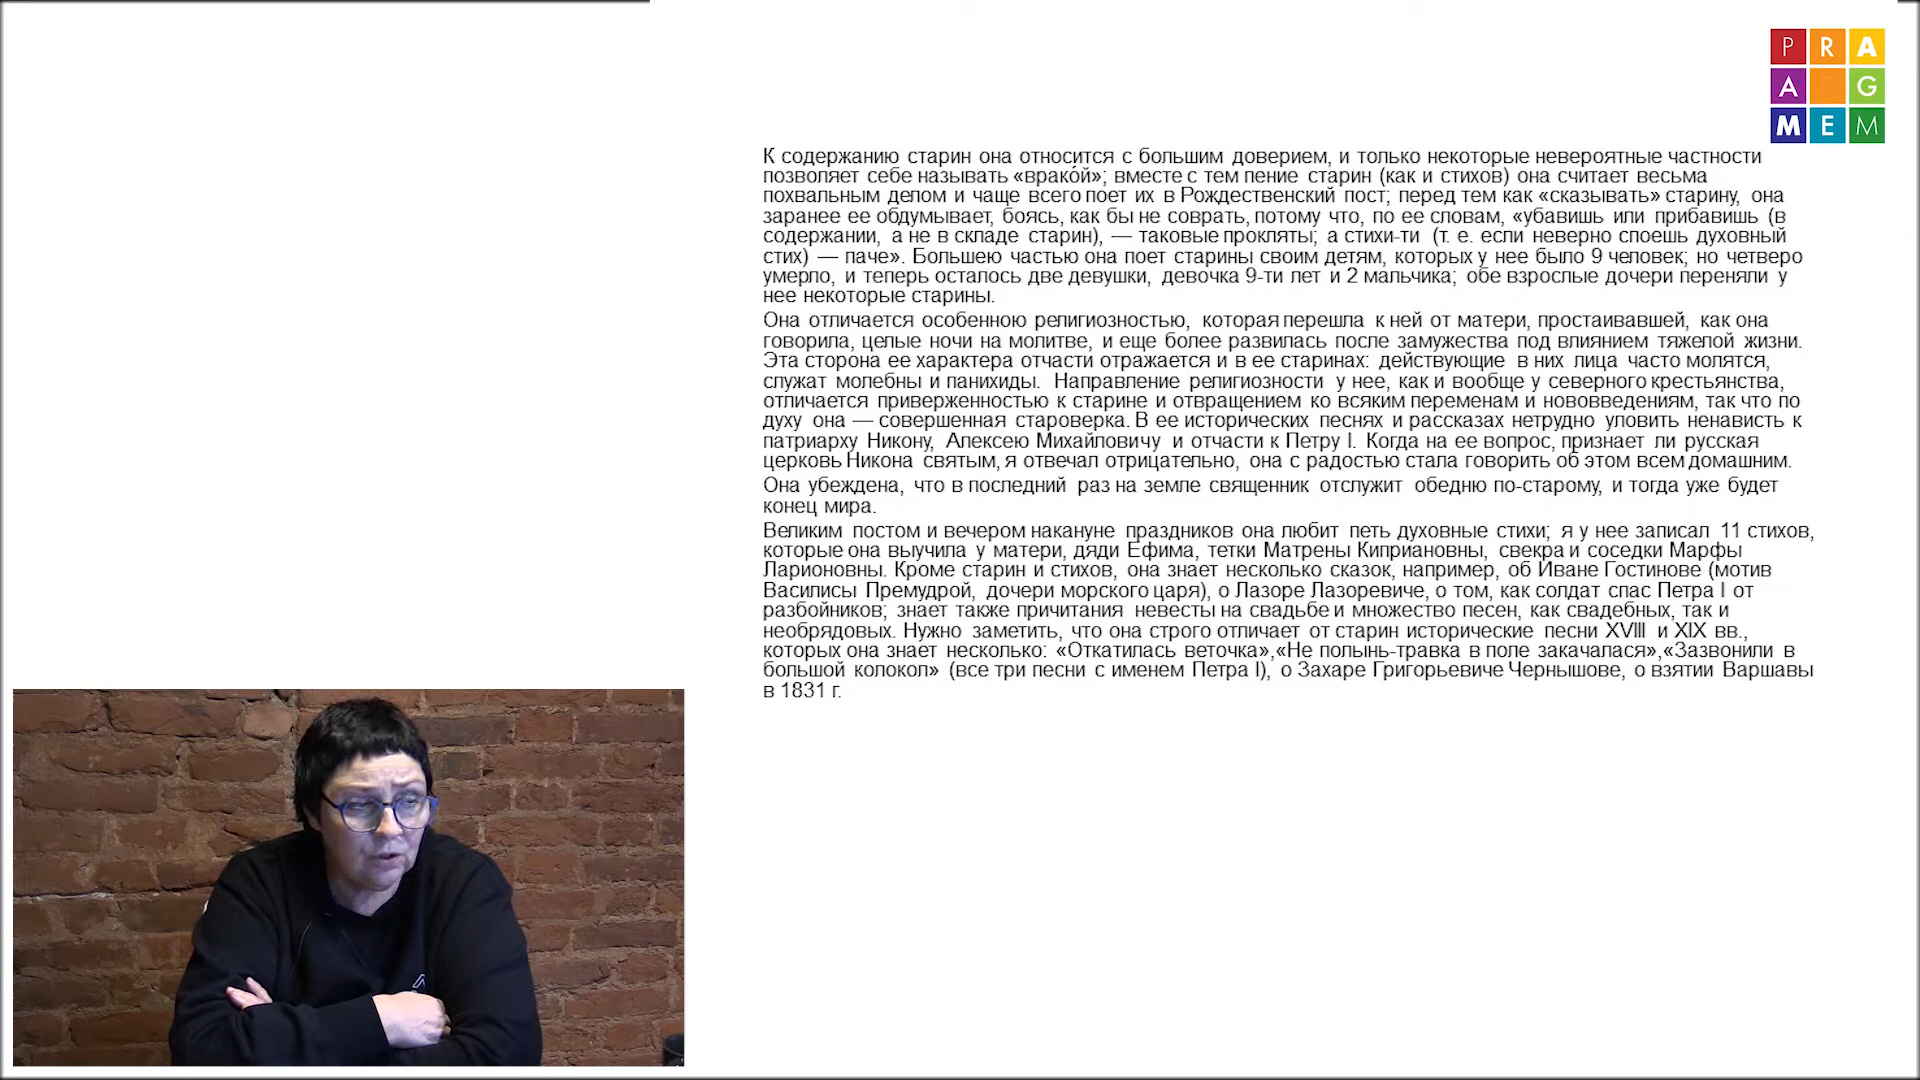 P R A
A G
M E M
К содержанию старин она относится с большим доверием, и только некоторые невероятные частности
позволяет себе называть «врако́й»; вместе с тем пение старин (как и стихов) она считает весьма
похвальным делом и чаще всего поет их в Рождественский пост; перед тем как «сказывать» старину, она
заранее ее обдумывает, боясь, как бы не соврать, потому что, по ее словам, «убавишь или прибавишь (в
содержании, а не в складе старин), — таковые прокляты; а стихи-ти (т. е. если неверно споешь духовный
стих) — паче». Большею частью она поет старины своим детям, которых у нее было 9 человек; но четверо
умерло, и теперь осталось две девушки, девочка 9-ти лет и 2 мальчика; обе взрослые дочери переняли у
нее некоторые старины.
Она отличается особенною религиозностью, которая перешла к ней от матери, простаивавшей, как она
говорила, целые ночи на молитве, и еще более развилась после замужества под влиянием тяжелой жизни.
Эта сторона ее характера отчасти отражается и в ее старинах: действующие в них лица часто молятся,
служат молебны и панихиды. Направление религиозности у нее, как и вообще у северного крестьянства,
отличается приверженностью к старине и отвращением ко всяким переменам и нововведениям, так что по
духу она — совершенная староверка. В ее исторических песнях и рассказах нетрудно уловить ненависть к
патриарху Никону, Алексею Михайловичу и отчасти к Петру I. Когда на ее вопрос, признает ли русская
церковь Никона святым, я отвечал отрицательно, она с радостью стала говорить об этом всем домашним.
Она убеждена, что в последний раз на земле священник отслужит обедню по-старому, и тогда уже будет
конец мира.
Великим постом и вечером накануне праздников она любит петь духовные стихи; я у нее записал 11 стихов,
которые она выучила у матери, дяди Ефима, тетки Матрены Киприановны, свекра и соседки Марфы
Ларионовны. Кроме старин и стихов, она знает несколько сказок, например, об Иване Гостинове (мотив
Василисы Премудрой, дочери морского царя), о Лазоре Лазоревиче, о том, как солдат спас Петра I от
разбойников; знает также причитания невесты на свадьбе и множество песен, как свадебных, так и
необрядовых. Нужно заметить, что она строго отличает от старин исторические песни XVIII и XIX вв.,
которых она знает несколько: «Откатилась веточка»,«Не полынь-травка в поле закачалася»,«Зазвонили в
большой колокол» (все три песни с именем Петра I), о Захаре Григорьевиче Чернышове, о взятии Варшавы
в 1831 г.